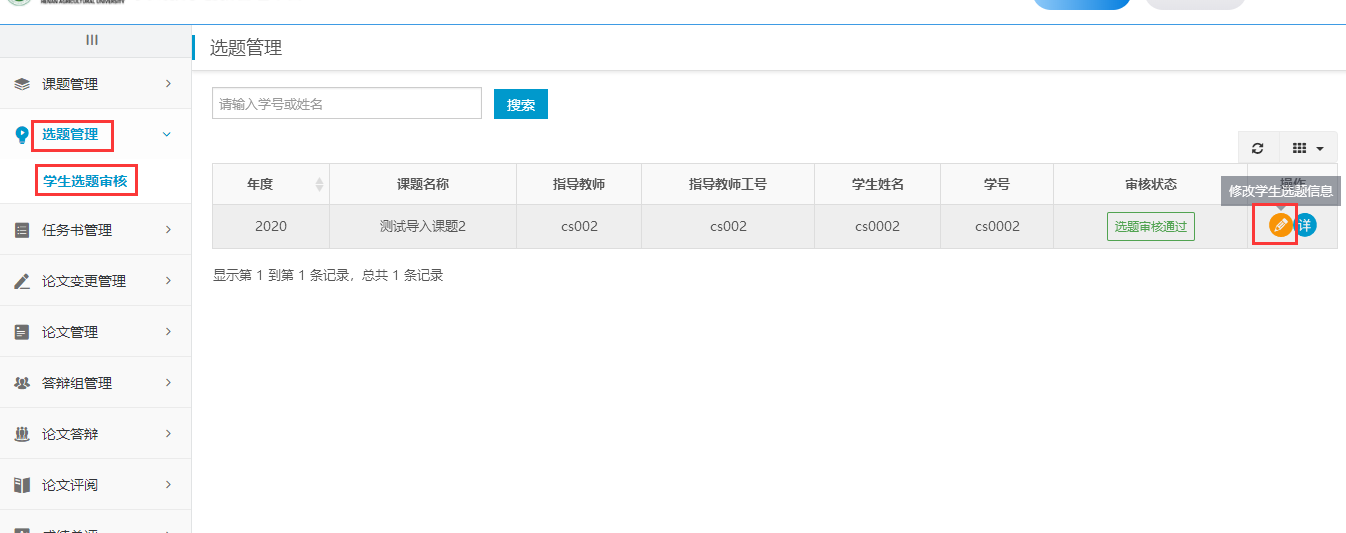 HENAN AGRICULTURAL UNIVERSITY
选题管理
课题管理
选题管理
学生选题审核
任务书管理
论文变更管理
论文管理
答辩组管理
论文答辩
论文评阅
请输入学号或姓名
搜索
年度 课题名称 指导教师 指导教师工号 学生姓名 学号 审核状态 操作
修改学生选题信息
2020 测试导入课题2 cs002 cs002 cs0002 cs0002 选题审核通过 详
显示第 1 到第 1 条记录，总共 1 条记录